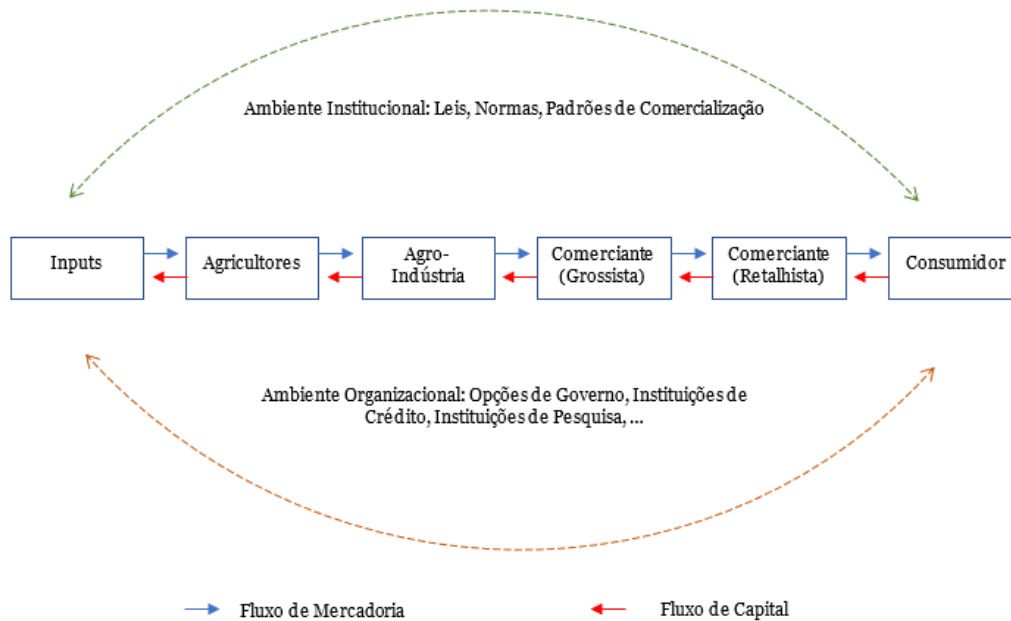 Ambiente Institucional: Leis, Normas, Padrões de Comercialização
Inputs
Agricultores
Agro-
Indústria
Comerciante
(Grossista)
Comerciante
(Retalhista)
Consumidor
Ambiente Organizacional: Opções de Governo, Instituições de
Crédito, Instituições de Pesquisa, ...
Fluxo de Mercadoria
Fluxo de Capital